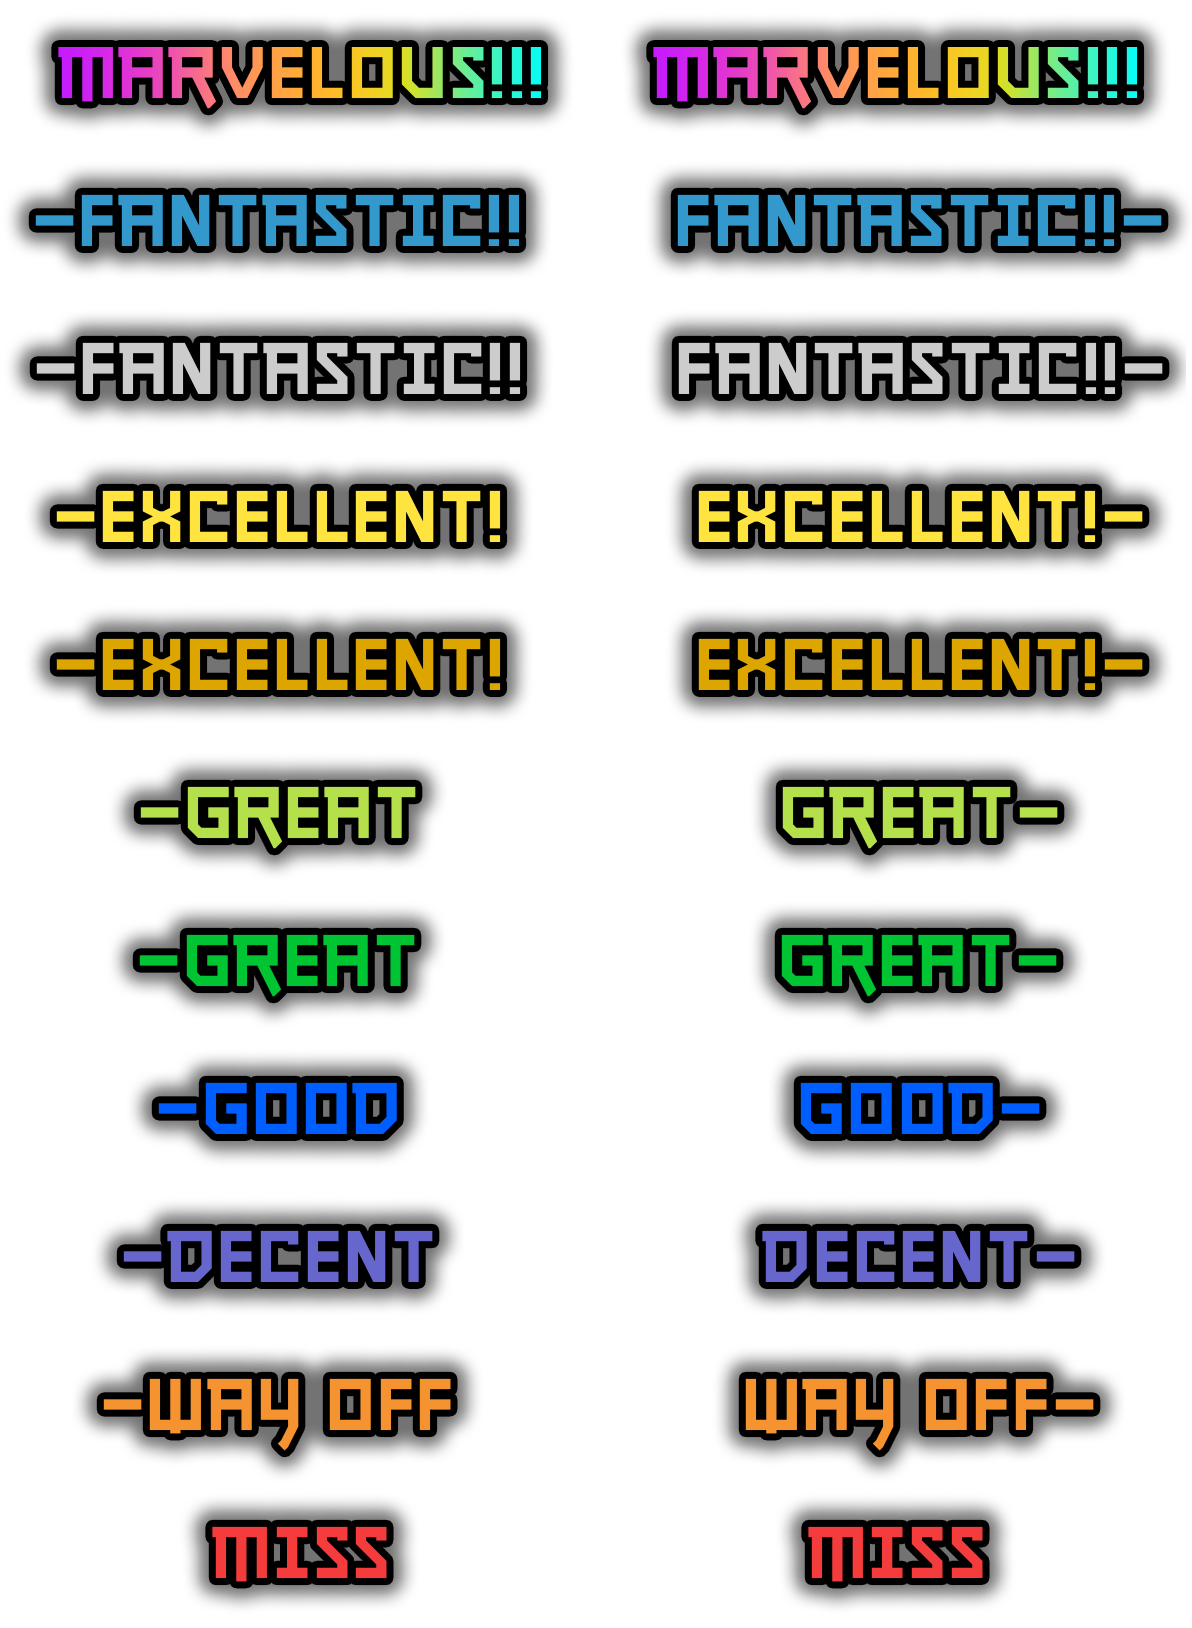 MARVELOUS!!! MARVELOUS!!!
-FANTASTIC!! FANTASTIC!!-
-FANTASTIC!! FANTASTIC!!-
-EXCELLENT! EXCELLENT!-
-EXCELLENT! EXCELLENT!-
-GREAT GREAT-
-GREAT GREAT-
-GOOD GOOD-
-DECENT DECENT-
-WAY OFF WAY OFF-
MISS MISS